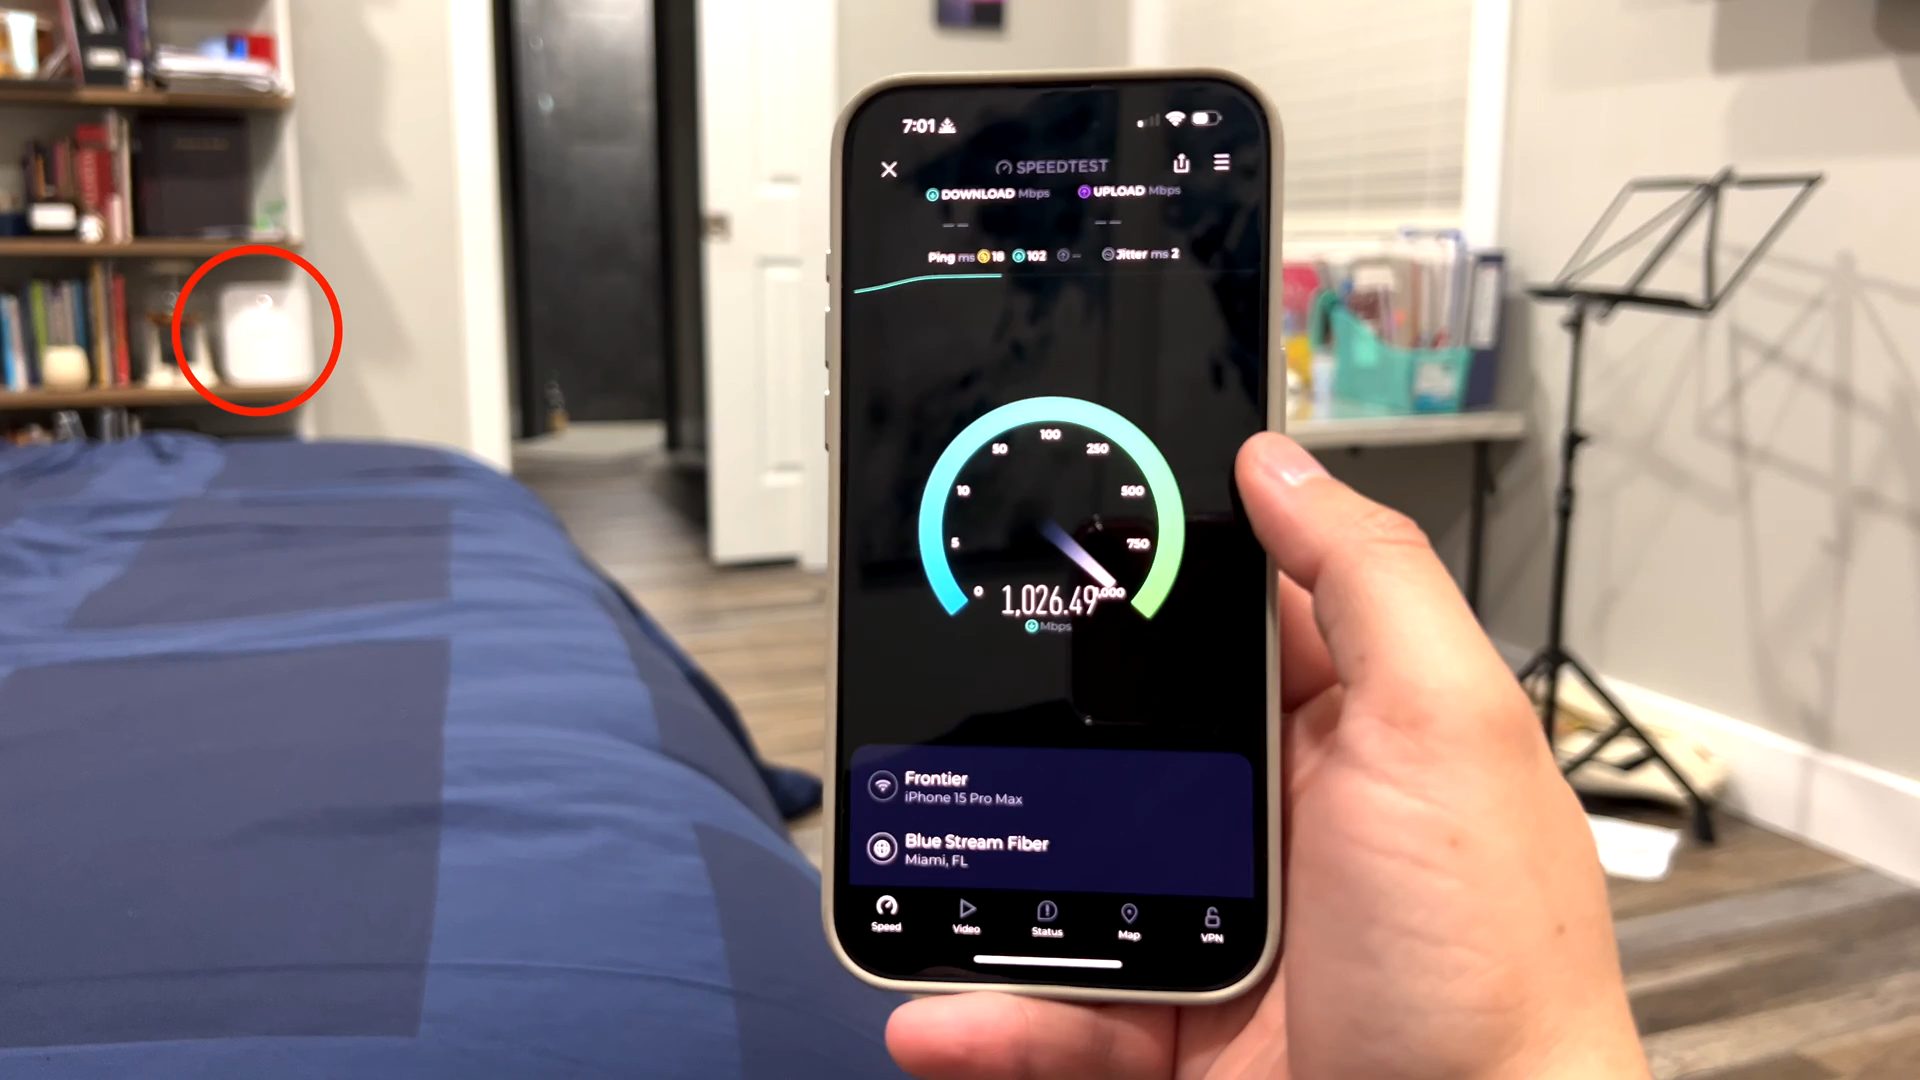 7:01
SPEEDTEST
DOWNLOAD Mbps UPLOAD Mbps
Ping ms 18 102 Jitter ms 2
100
50 250
10 500
5 750
0 1,026.49 1,000
Mbps
Frontier
iPhone 15 Pro Max
Blue Stream Fiber
Miami, FL
Speed Video Status Map VPN